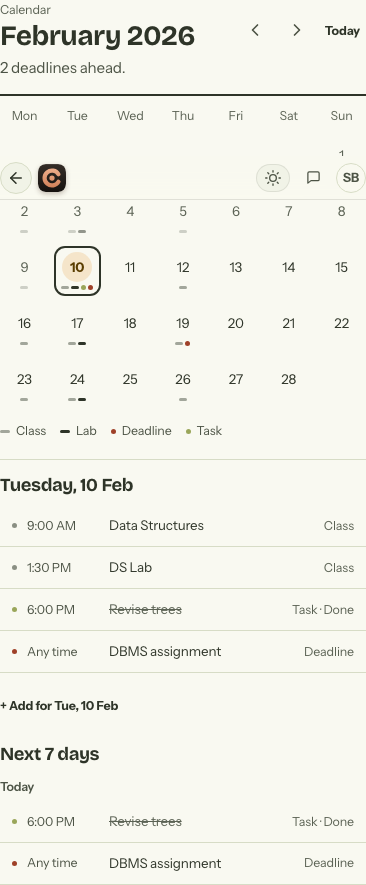 Calendar
February 2026
Today
2 deadlines ahead.
Mon Tue Wed Thu Fri Sat Sun
1
SB
2 3 4 5 6 7 8
9 10 11 12 13 14 15
16 17 18 19 20 21 22
23 24 25 26 27 28
Class Lab Deadline Task
Tuesday, 10 Feb
9:00 AM Data Structures Class
1:30 PM DS Lab Class
6:00 PM Revise trees Task · Done
Any time DBMS assignment Deadline
+ Add for Tue, 10 Feb
Next 7 days
Today
6:00 PM Revise trees Task · Done
Any time DBMS assignment Deadline